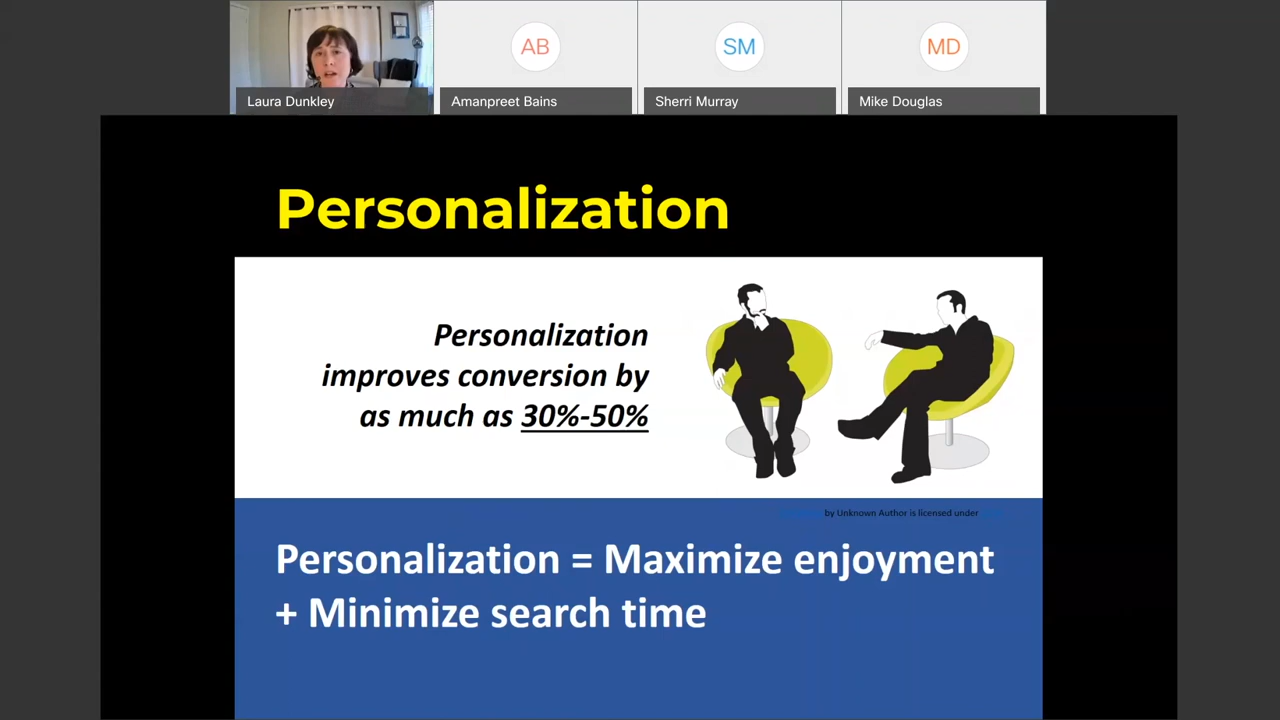 AB
SM
MD
Laura Dunkley
Amanpreet Bains
Sherri Murray
Mike Douglas
Personalization
Personalization
improves conversion by
as much as 30%-50%
by Unknown Author is licensed under
Personalization = Maximize enjoyment
+ Minimize search time